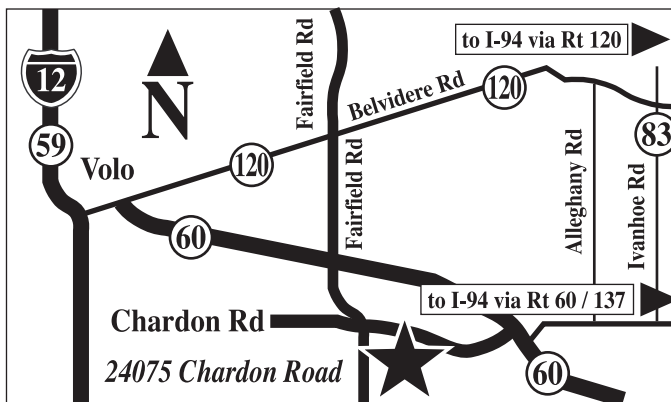 12
N
59
Volo
120
60
Fairfield Rd
Fairfield Rd
Belvidere Rd
120
to I-94 via Rt 120
83
Alleghany Rd
Ivanhoe Rd
to I-94 via Rt 60 / 137
Chardon Rd
24075 Chardon Road
60